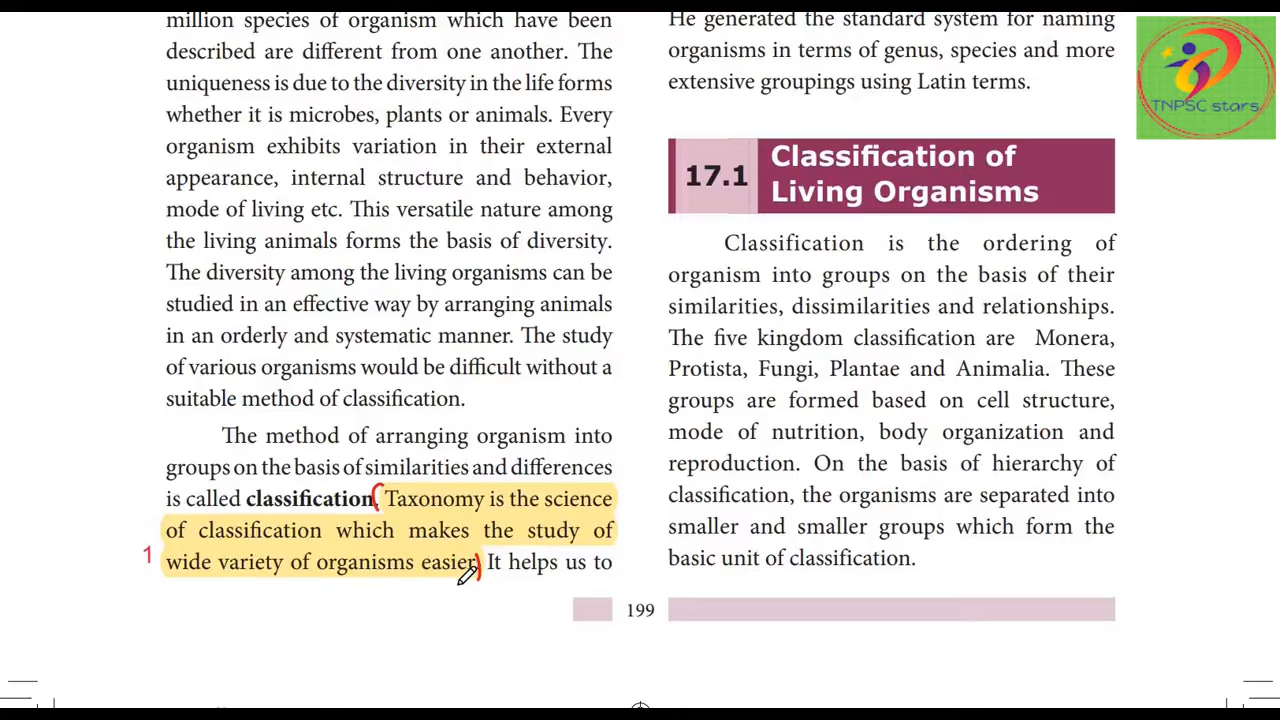 million species of organism which have been
described are different from one another. The
uniqueness is due to the diversity in the life forms
whether it is microbes, plants or animals. Every
organism exhibits variation in their external
appearance, internal structure and behavior,
mode of living etc. This versatile nature among
the living animals forms the basis of diversity.
The diversity among the living organisms can be
studied in an effective way by arranging animals
in an orderly and systematic manner. The study
of various organisms would be difficult without a
suitable method of classification.
The method of arranging organism into
groups on the basis of similarities and differences
is called classification. (Taxonomy is the science
of classification which makes the study of
1 wide variety of organisms easier.) It helps us to
He generated the standard system for naming
organisms in terms of genus, species and more
extensive groupings using Latin terms.
17.1 Classification of
Living Organisms
Classification is the ordering of
organism into groups on the basis of their
similarities, dissimilarities and relationships.
The five kingdom classification are Monera,
Protista, Fungi, Plantae and Animalia. These
groups are formed based on cell structure,
mode of nutrition, body organization and
reproduction. On the basis of hierarchy of
classification, the organisms are separated into
smaller and smaller groups which form the
basic unit of classification.
199
TNPSC stars